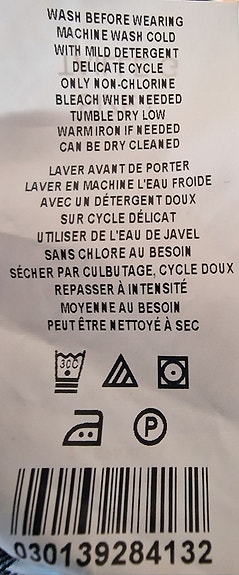 WASH BEFORE WEARING
MACHINE WASH COLD
WITH MILD DETERGENT
DELICATE CYCLE
ONLY NON-CHLORINE
BLEACH WHEN NEEDED
TUMBLE DRY LOW
WARM IRON IF NEEDED
CAN BE DRY CLEANED
LAVER AVANT DE PORTER
LAVER EN MACHINE L'EAU FROIDE
AVEC UN DÉTERGENT DOUX
SUR CYCLE DÉLICAT
UTILISER DE L'EAU DE JAVEL
SANS CHLORE AU BESOIN
SÉCHER PAR CULBUTAGE, CYCLE DOUX
REPASSER À INTENSITÉ
MOYENNE AU BESOIN
PEUT ÊTRE NETTOYÉ À SEC
30C
P
030139284132